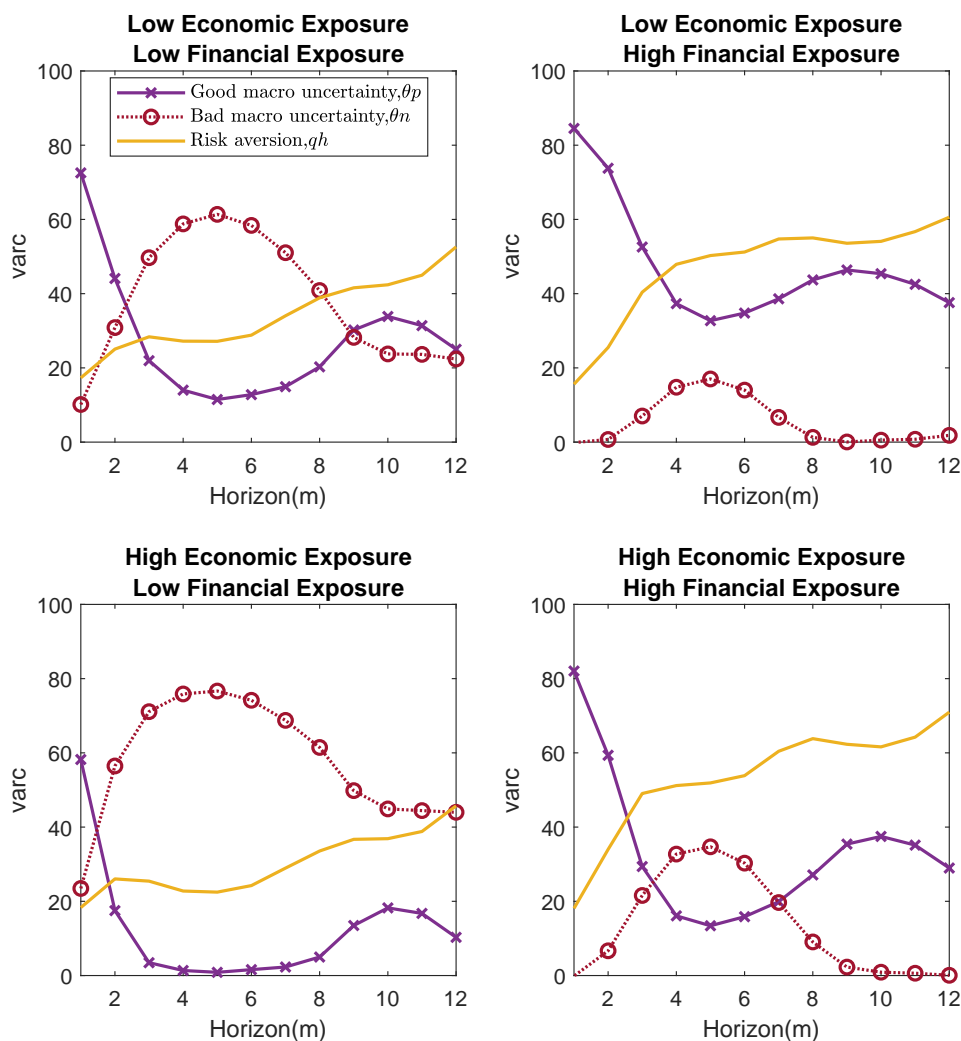 Low Economic Exposure
Low Financial Exposure
100
80
60
40
20
0
varc
Good macro uncertainty,θp
Bad macro uncertainty,θn
Risk aversion,qh
2 4 6 8 10 12
Horizon(m)
Low Economic Exposure
High Financial Exposure
100
80
60
40
20
0
varc
2 4 6 8 10 12
Horizon(m)
High Economic Exposure
Low Financial Exposure
100
80
60
40
20
0
varc
2 4 6 8 10 12
Horizon(m)
High Economic Exposure
High Financial Exposure
100
80
60
40
20
0
varc
2 4 6 8 10 12
Horizon(m)